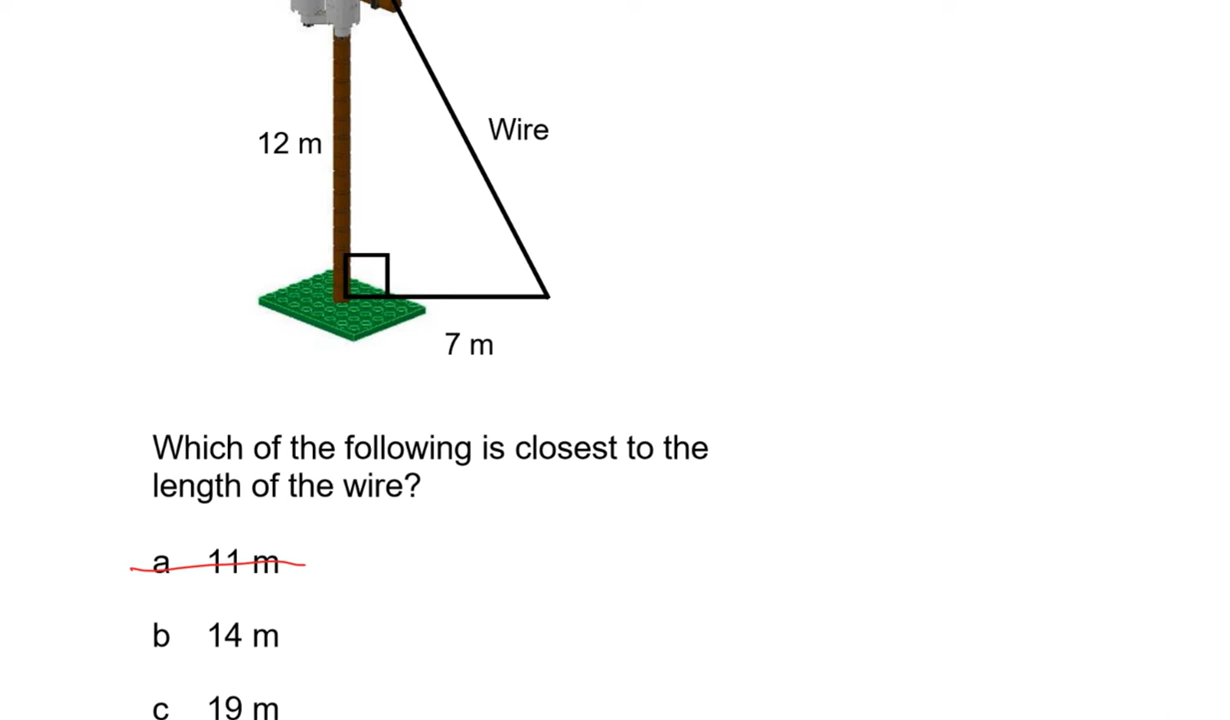 12 m
Wire
7 m
Which of the following is closest to the
length of the wire?
a 11 m
b 14 m
c 19 m